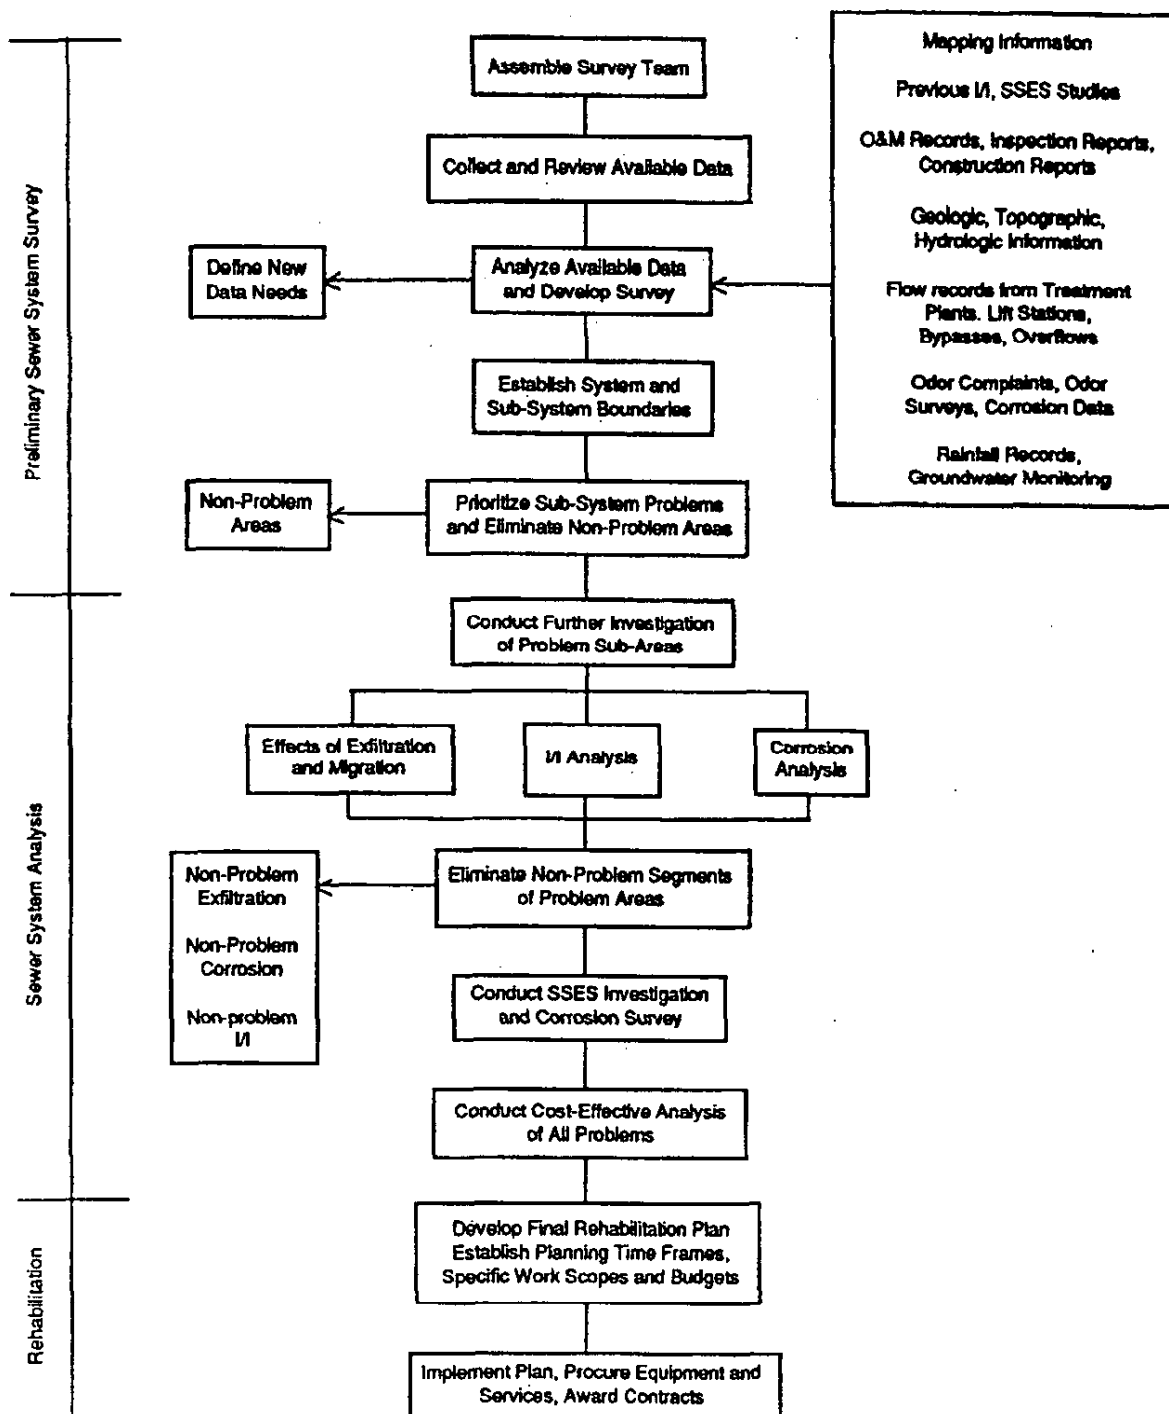 Assemble Survey Team
Collect and Review Available Data
Analyze Available Data
and Develop Survey
Define New
Data Needs
Mapping Information
Previous I/I, SSES Studies
O&M Records, Inspection Reports,
Construction Reports
Geologic, Topographic,
Hydrologic Information
Flow records from Treatment
Plants. Lift Stations,
Bypasses, Overflows
Odor Complaints, Odor
Surveys, Corrosion Data
Rainfall Records,
Groundwater Monitoring
Establish System and
Sub-System Boundaries
Prioritize Sub-System Problems
and Eliminate Non-Problem Areas
Non-Problem
Areas
Preliminary Sewer System Survey
Conduct Further Investigation
of Problem Sub-Areas
Effects of Exfiltration
and Migration
I/I Analysis
Corrosion
Analysis
Eliminate Non-Problem Segments
of Problem Areas
Non-Problem
Exfiltration
Non-Problem
Corrosion
Non-problem
I/I
Conduct SSES Investigation
and Corrosion Survey
Conduct Cost-Effective Analysis
of All Problems
Sewer System Analysis
Develop Final Rehabilitation Plan
Establish Planning Time Frames,
Specific Work Scopes and Budgets
Implement Plan, Procure Equipment and
Services, Award Contracts
Rehabilitation